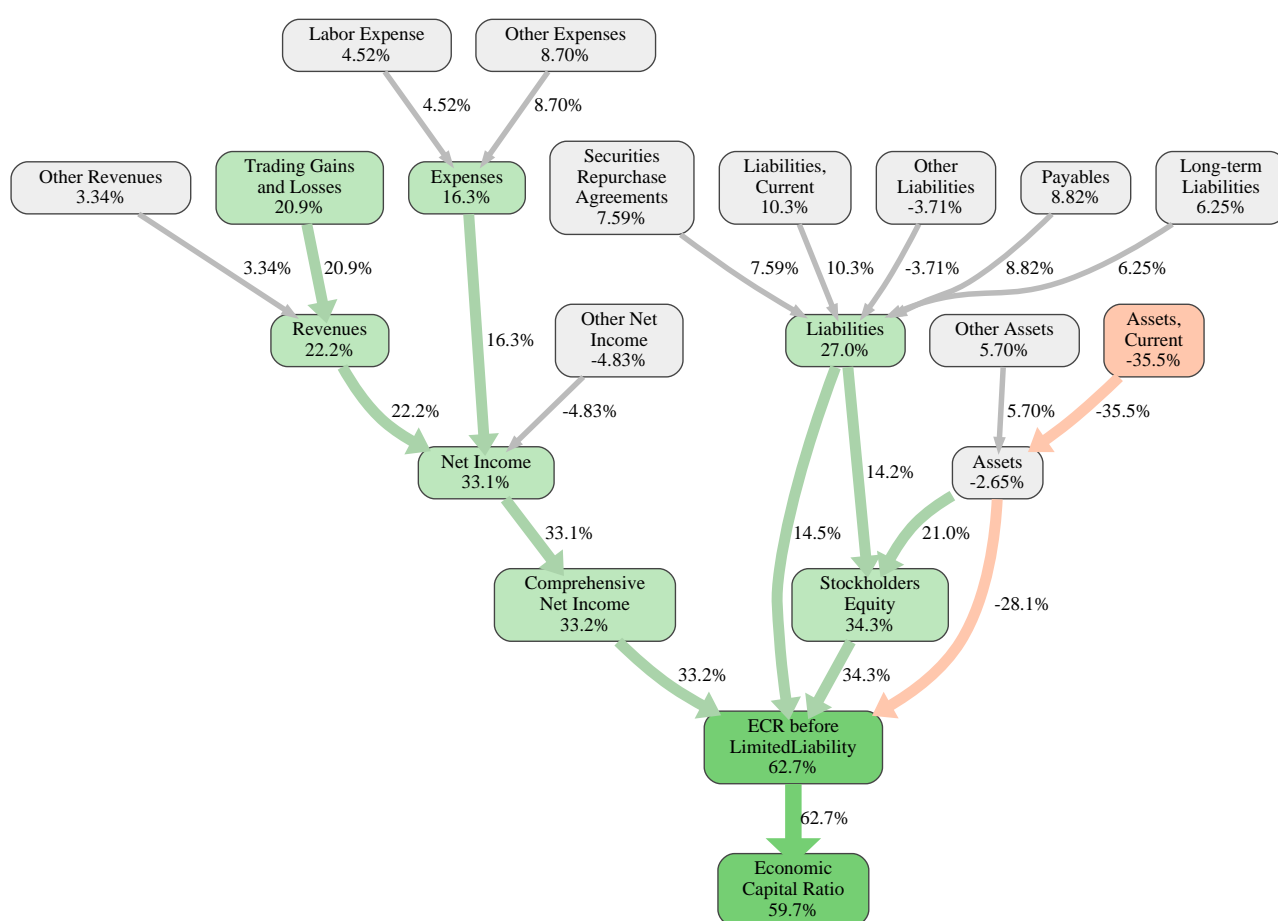 Labor Expense
4.52%
Other Expenses
8.70%
4.52%
8.70%
Other Revenues
3.34%
Trading Gains
and Losses
20.9%
Expenses
16.3%
Securities
Repurchase
Agreements
7.59%
Liabilities,
Current
10.3%
Other
Liabilities
-3.71%
Payables
8.82%
Long-term
Liabilities
6.25%
3.34%
20.9%
7.59%
10.3%
-3.71%
8.82%
6.25%
Revenues
22.2%
16.3%
Other Net
Income
-4.83%
Liabilities
27.0%
Other Assets
5.70%
Assets,
Current
-35.5%
22.2%
-4.83%
5.70%
-35.5%
Net Income
33.1%
14.2%
Assets
-2.65%
33.1%
14.5%
21.0%
Comprehensive
Net Income
33.2%
Stockholders
Equity
34.3%
-28.1%
33.2%
34.3%
ECR before
LimitedLiability
62.7%
62.7%
Economic
Capital Ratio
59.7%